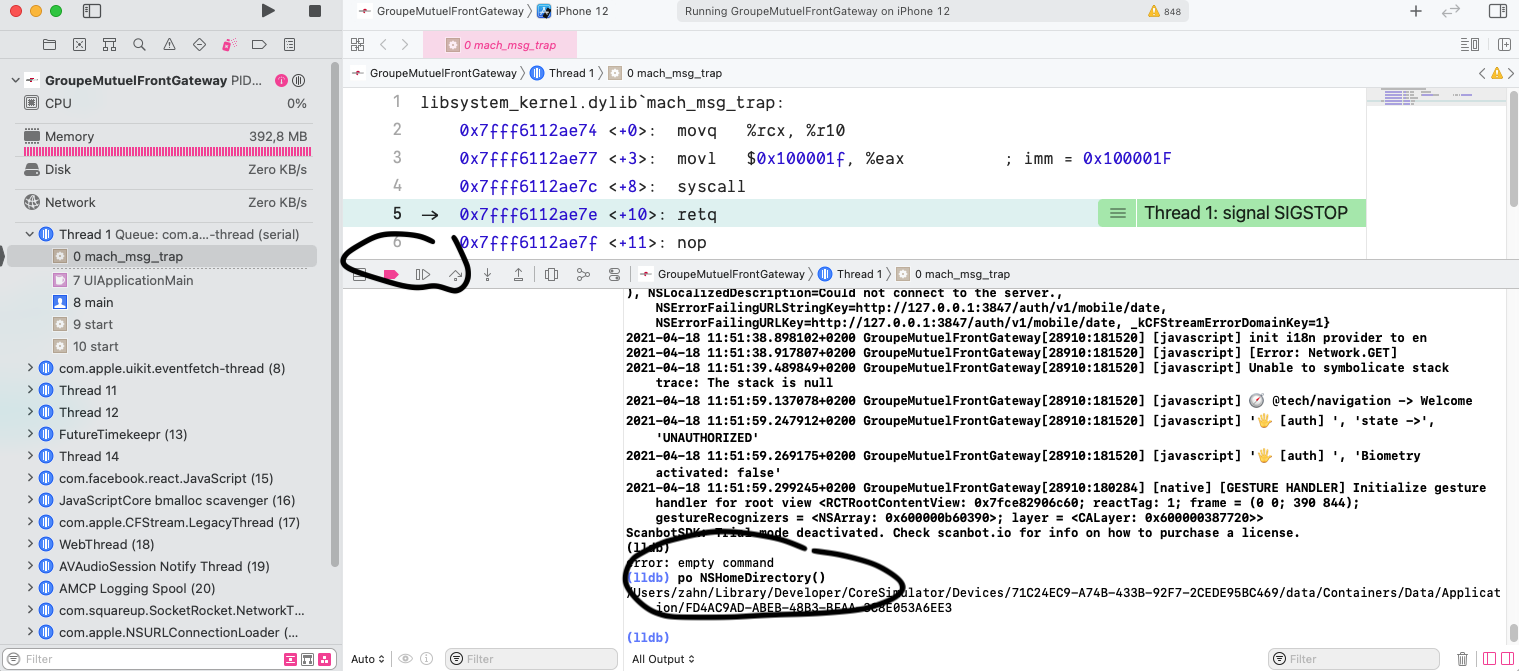 GroupeMutuelFrontGateway
iPhone 12
Running GroupeMutuelFrontGateway on iPhone 12
848
0 mach_msg_trap
GroupeMutuelFrontGateway PID...
GroupeMutuelFrontGateway
Thread 1
0 mach_msg_trap
CPU
0%
Memory
392,8 MB
Disk
Zero KB/s
Network
Zero KB/s
Thread 1 Queue: com.a...-thread (serial)
0 mach_msg_trap
7 UIApplicationMain
8 main
9 start
10 start
com.apple.uikit.eventfetch-thread (8)
Thread 11
Thread 12
FutureTimekeepr (13)
Thread 14
com.facebook.react.JavaScript (15)
JavaScriptCore bmalloc scavenger (16)
com.apple.CFStream.LegacyThread (17)
WebThread (18)
AVAudioSession Notify Thread (19)
AMCP Logging Spool (20)
com.squareup.SocketRocket.NetworkT...
com.apple.NSURLConnectionLoader (...
Filter
1 libsystem_kernel.dylib`mach_msg_trap:
2 0x7fff6112ae74 <+0>: movq %rcx, %r10
3 0x7fff6112ae77 <+3>: movl $0x100001f, %eax ; imm = 0x100001F
4 0x7fff6112ae7c <+8>: syscall
5 0x7fff6112ae7e <+10>: retq
Thread 1: signal SIGSTOP
6 0x7fff6112ae7f <+11>: nop
GroupeMutuelFrontGateway
Thread 1
0 mach_msg_trap
), NSLocalizedDescription=Could not connect to the server.,
NSErrorFailingURLStringKey=http://127.0.0.1:3847/auth/v1/mobile/date,
NSErrorFailingURLKey=http://127.0.0.1:3847/auth/v1/mobile/date, _kCFStreamErrorDomainKey=1}
2021-04-18 11:51:38.898102+0200 GroupeMutuelFrontGateway[28910:181520] [javascript] init i18n provider to en
2021-04-18 11:51:38.917807+0200 GroupeMutuelFrontGateway[28910:181520] [javascript] [Error: Network.GET]
2021-04-18 11:51:39.489849+0200 GroupeMutuelFrontGateway[28910:181520] [javascript] Unable to symbolicate stack
trace: The stack is null
2021-04-18 11:51:59.137078+0200 GroupeMutuelFrontGateway[28910:181520] [javascript] 🧭 @tech/navigation -> Welcome
2021-04-18 11:51:59.247912+0200 GroupeMutuelFrontGateway[28910:181520] [javascript] '🖐 [auth] ', 'state ->',
'UNAUTHORIZED'
2021-04-18 11:51:59.269175+0200 GroupeMutuelFrontGateway[28910:181520] [javascript] '🖐 [auth] ', 'Biometry
activated: false'
2021-04-18 11:51:59.299245+0200 GroupeMutuelFrontGateway[28910:180284] [native] [GESTURE HANDLER] Initialize gesture
handler for root view <RCTRootContentView: 0x7fce82906c60; reactTag: 1; frame = (0 0; 390 844);
gestureRecognizers = <NSArray: 0x600000b60390>; layer = <CALayer: 0x600000387720>>
ScanbotSDK: Trial mode deactivated. Check scanbot.io for info on how to purchase a license.
(lldb)
error: empty command
(lldb) po NSHomeDirectory()
/Users/zahn/Library/Developer/CoreSimulator/Devices/71C24EC9-A74B-433B-92F7-2CEDE95BC469/data/Containers/Data/Applicat
(lldb)
Auto
Filter
All Output
Filter